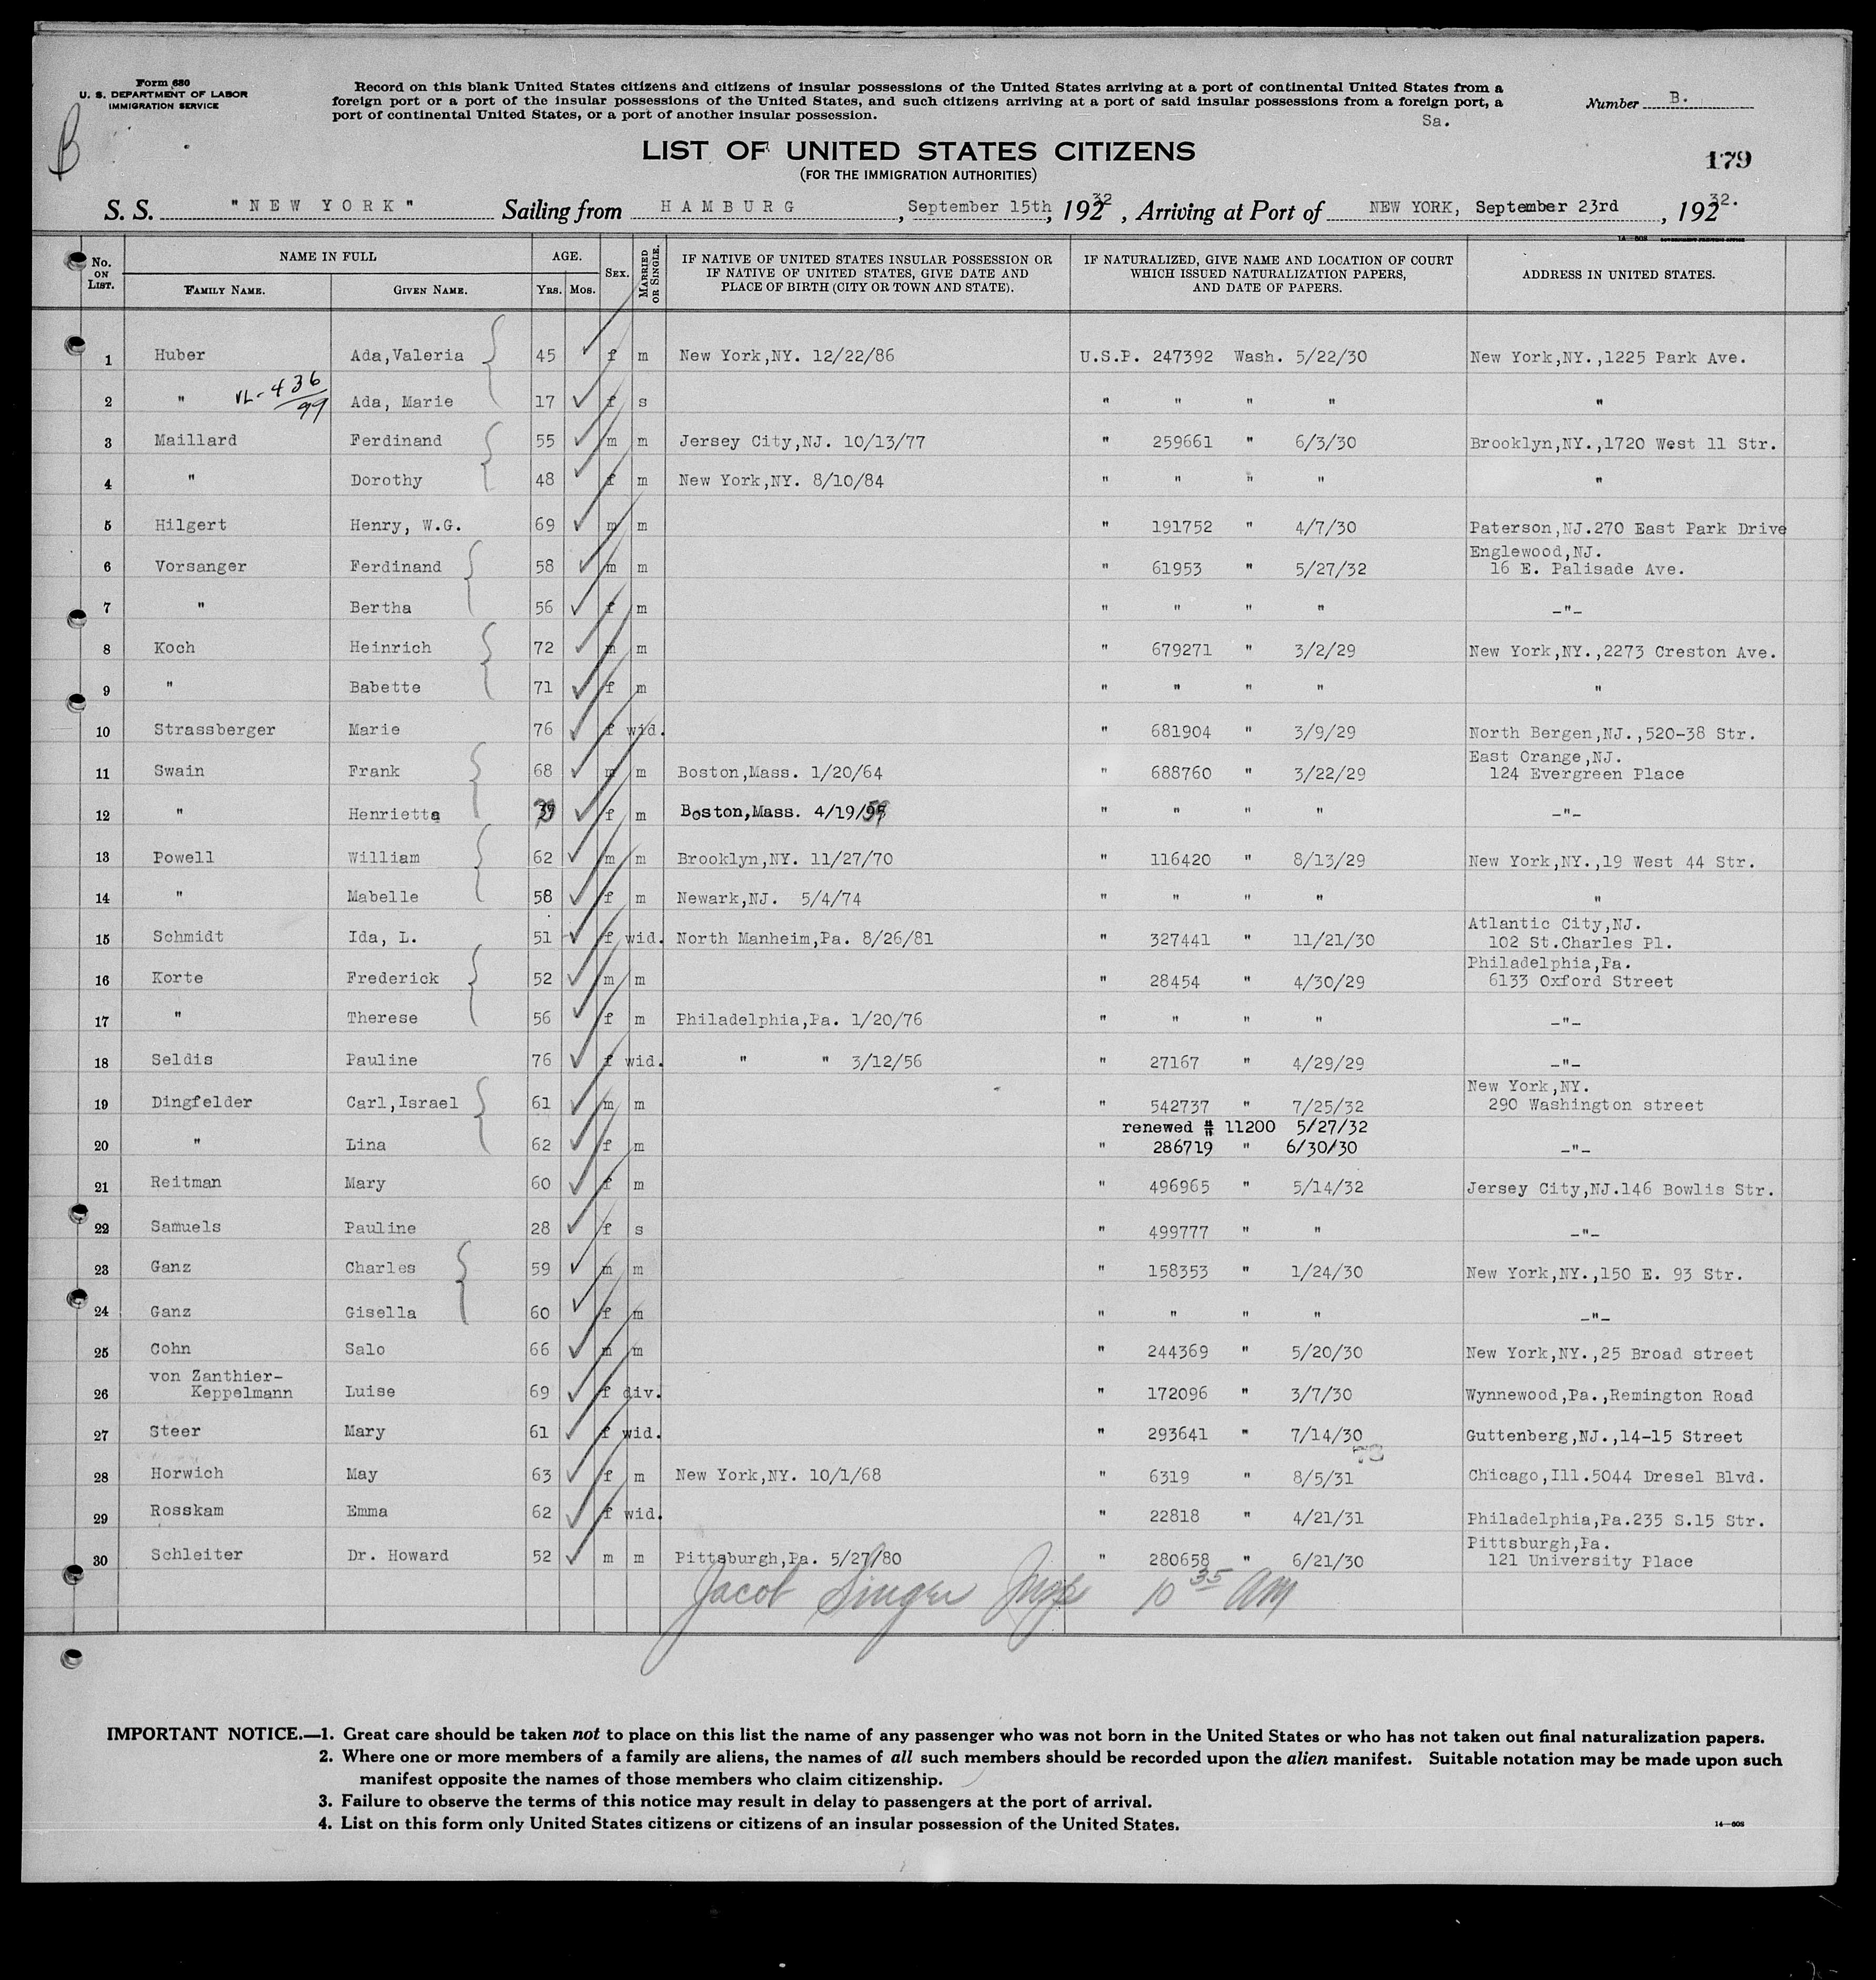 Form 630
U. S. DEPARTMENT OF LABOR
IMMIGRATION SERVICE
Record on this blank United States citizens and citizens of insular possessions of the United States arriving at a port of continental United States from a
foreign port or a port of the insular possessions of the United States, and such citizens arriving at a port of said insular possessions from a foreign port, a
port of continental United States, or a port of another insular possession.
Number B.
Sa.
B
LIST OF UNITED STATES CITIZENS
(FOR THE IMMIGRATION AUTHORITIES)
179
S. S. "NEW YORK" Sailing from HAMBURG, September 15th, 19232, Arriving at Port of NEW YORK, September 23rd, 19232.
No. ON LIST. NAME IN FULL FAMILY NAME. GIVEN NAME. AGE. YRS. MOS. SEX. MARRIED OR SINGLE. IF NATIVE OF UNITED STATES INSULAR POSSESSION OR IF NATIVE OF UNITED STATES, GIVE DATE AND PLACE OF BIRTH (CITY OR TOWN AND STATE). IF NATURALIZED, GIVE NAME AND LOCATION OF COURT WHICH ISSUED NATURALIZATION PAPERS, AND DATE OF PAPERS. ADDRESS IN UNITED STATES.
1 Huber Ada,Valeria 45 f m New York,NY. 12/22/86 U.S.P. 247392 Wash. 5/22/30 New York,NY.,1225 Park Ave.
2 " VL-436/99 Ada, Marie 17 f s " " " " "
3 Maillard Ferdinand 55 m m Jersey City,NJ. 10/13/77 " 259661 " 6/3/30 Brooklyn,NY.,1720 West 11 Str.
4 " Dorothy 48 f m New York,NY. 8/10/84 " " " " "
5 Hilgert Henry, W.G. 69 m m " 191752 " 4/7/30 Paterson,NJ.270 East Park Drive
6 Vorsanger Ferdinand 58 m m " 61953 " 5/27/32 Englewood,NJ. 16 E. Palisade Ave.
7 " Bertha 56 f m " " " " -"-
8 Koch Heinrich 72 m m " 679271 " 3/2/29 New York,NY.,2273 Creston Ave.
9 " Babette 71 f m " " " " "
10 Strassberger Marie 76 f wid. " 681904 " 3/9/29 North Bergen,NJ.,520-38 Str.
11 Swain Frank 68 m m Boston,Mass. 1/20/64 " 688760 " 3/22/29 East Orange,NJ. 124 Evergreen Place
12 " Henrietta f m Boston,Mass. 4/19/ " " " " -"-
13 Powell William 62 m m Brooklyn,NY. 11/27/70 " 116420 " 8/13/29 New York,NY.,19 West 44 Str.
14 " Mabelle 58 f m Newark,NJ. 5/4/74 " " " " "
15 Schmidt Ida, L. 51 f wid. North Manheim,Pa. 8/26/81 " 327441 " 11/21/30 Atlantic City,NJ. 102 St.Charles Pl.
16 Korte Frederick 52 m m " 28454 " 4/30/29 Philadelphia,Pa. 6133 Oxford Street
17 " Therese 56 f m Philadelphia,Pa. 1/20/76 " " " " -"-
18 Seldis Pauline 76 f wid. " " 3/12/56 " 27167 " 4/29/29 -"-
19 Dingfelder Carl,Israel 61 m m " 542737 " 7/25/32 New York,NY. 290 Washington street
renewed # 11200 5/27/32
20 " Lina 62 f m " 286719 " 6/30/30 -"-
21 Reitman Mary 60 f m " 496965 " 5/14/32 Jersey City,NJ.146 Bowlis Str.
22 Samuels Pauline 28 f s " 499777 " " -"-
23 Ganz Charles 59 m m " 158353 " 1/24/30 New York,NY.,150 E. 93 Str.
24 Ganz Gisella 60 f m " " " " -"-
25 Cohn Salo 66 m m " 244369 " 5/20/30 New York,NY.,25 Broad street
26 von Zanthier-Keppelmann Luise 69 f div. " 172096 " 3/7/30 Wynnewood,Pa.,Remington Road
27 Steer Mary 61 f wid. " 293641 " 7/14/30 Guttenberg,NJ.,14-15 Street
28 Horwich May 63 f m New York,NY. 10/1/68 " 6319 " 8/5/31 Chicago,Ill.5044 Dresel Blvd.
29 Rosskam Emma 62 f wid. " 22818 " 4/21/31 Philadelphia,Pa.235 S.15 Str.
30 Schleiter Dr. Howard 52 m m Pittsburgh,Pa. 5/27/80 " 280658 " 6/21/30 Pittsburgh,Pa. 121 University Place
Jacob Singer 10 35 AM
IMPORTANT NOTICE.—1. Great care should be taken not to place on this list the name of any passenger who was not born in the United States or who has not taken out final naturalization papers.
2. Where one or more members of a family are aliens, the names of all such members should be recorded upon the alien manifest. Suitable notation may be made upon such
manifest opposite the names of those members who claim citizenship.
3. Failure to observe the terms of this notice may result in delay to passengers at the port of arrival.
4. List on this form only United States citizens or citizens of an insular possession of the United States.